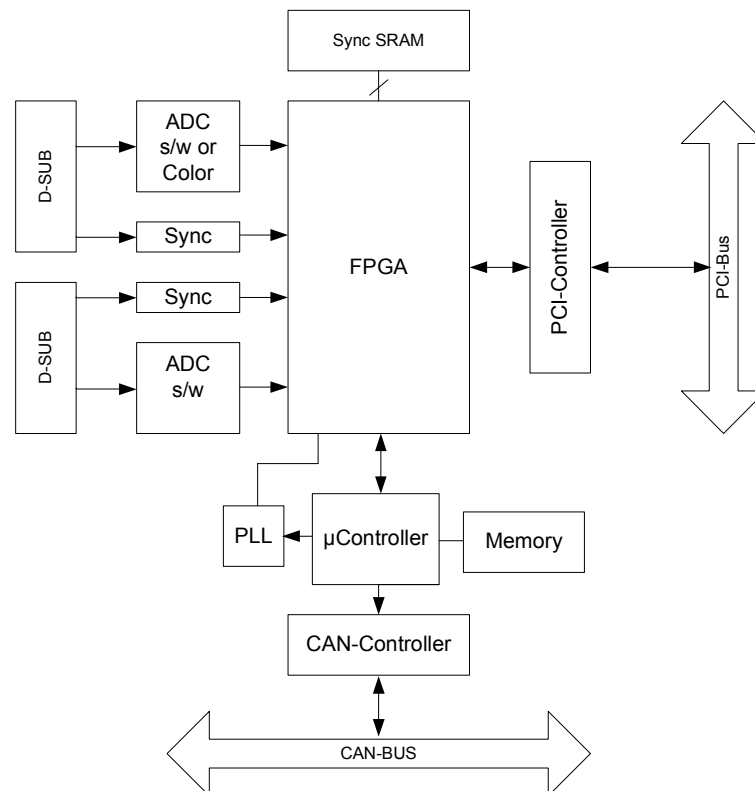 Sync SRAM
D-SUB
ADC
s/w or
Color
Sync
FPGA
PCI-Controller
PCI-Bus
D-SUB
Sync
ADC
s/w
PLL
µController
Memory
CAN-Controller
CAN-BUS